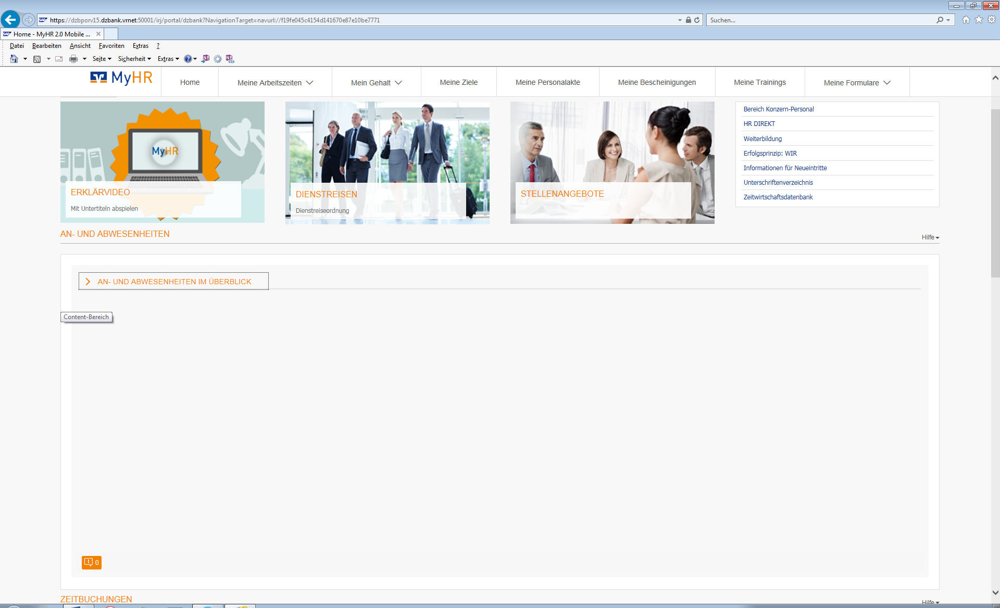 https://dzbporv15.dzbank.vrnet:50001/irj/portal/dzbank?NavigationTarget=navurl://f19fe045c4154d141670e87e10be7771
Suchen...
Home - MyHR 2.0 Mobile ...
Datei Bearbeiten Ansicht Favoriten Extras ?
Seite Sicherheit Extras
MyHR Home Meine Arbeitszeiten Mein Gehalt Meine Ziele Meine Personalakte Meine Bescheinigungen Meine Trainings Meine Formulare
MyHR
ERKLÄRVIDEO
Mit Untertiteln abspielen
DIENSTREISEN
Dienstreiseordnung
STELLENANGEBOTE
Bereich Konzern-Personal
HR DIREKT
Weiterbildung
Erfolgsprinzip: WIR
Informationen für Neueintritte
Unterschriftenverzeichnis
Zeitwirtschaftsdatenbank
AN- UND ABWESENHEITEN
Hilfe
AN- UND ABWESENHEITEN IM ÜBERBLICK
Content-Bereich
0
ZEITBUCHUNGEN
Hilfe